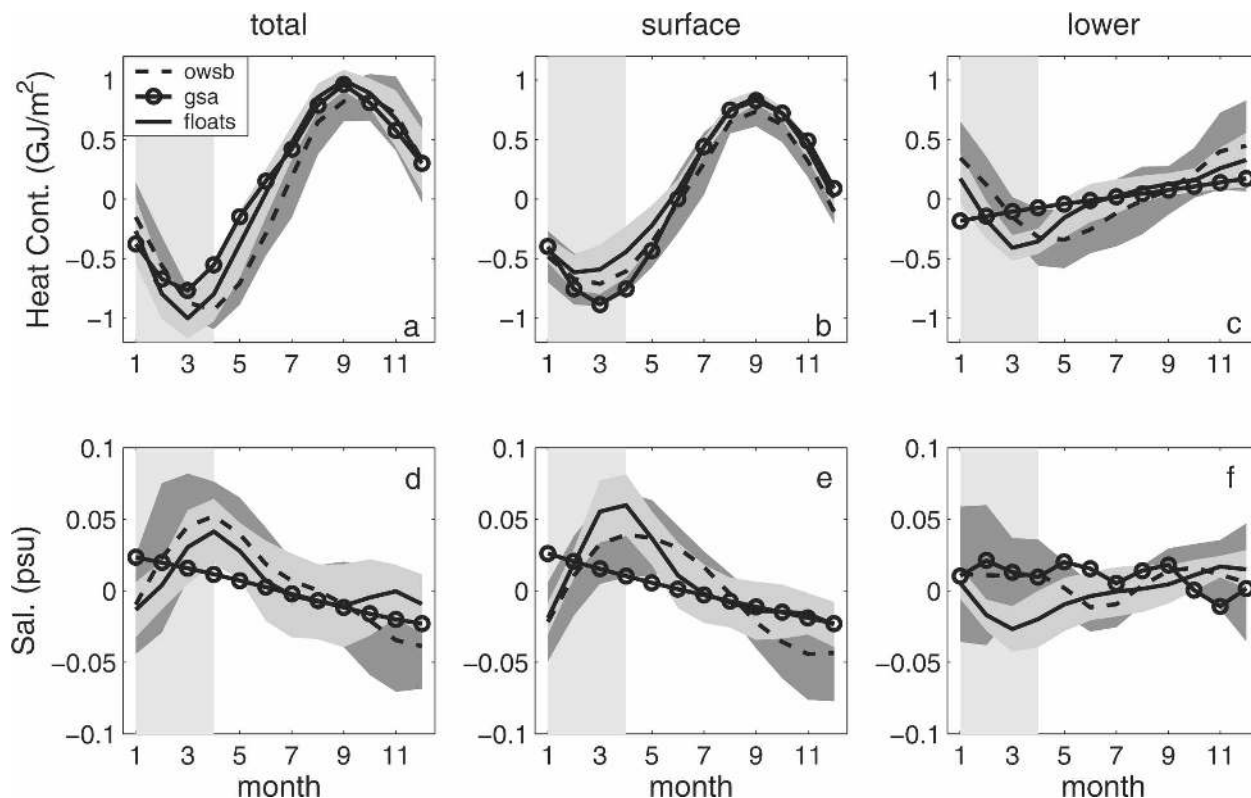 total surface lower
Heat Cont. (GJ/m²)
1
0.5
0
−0.5
−1
owsb
gsa
floats
a
1 3 5 7 9 11
1
0.5
0
−0.5
−1
b
1 3 5 7 9 11
1
0.5
0
−0.5
−1
c
1 3 5 7 9 11
Sal. (psu)
0.1
0.05
0
−0.05
−0.1
d
1 3 5 7 9 11
month
0.1
0.05
0
−0.05
−0.1
e
1 3 5 7 9 11
month
0.1
0.05
0
−0.05
−0.1
f
1 3 5 7 9 11
month